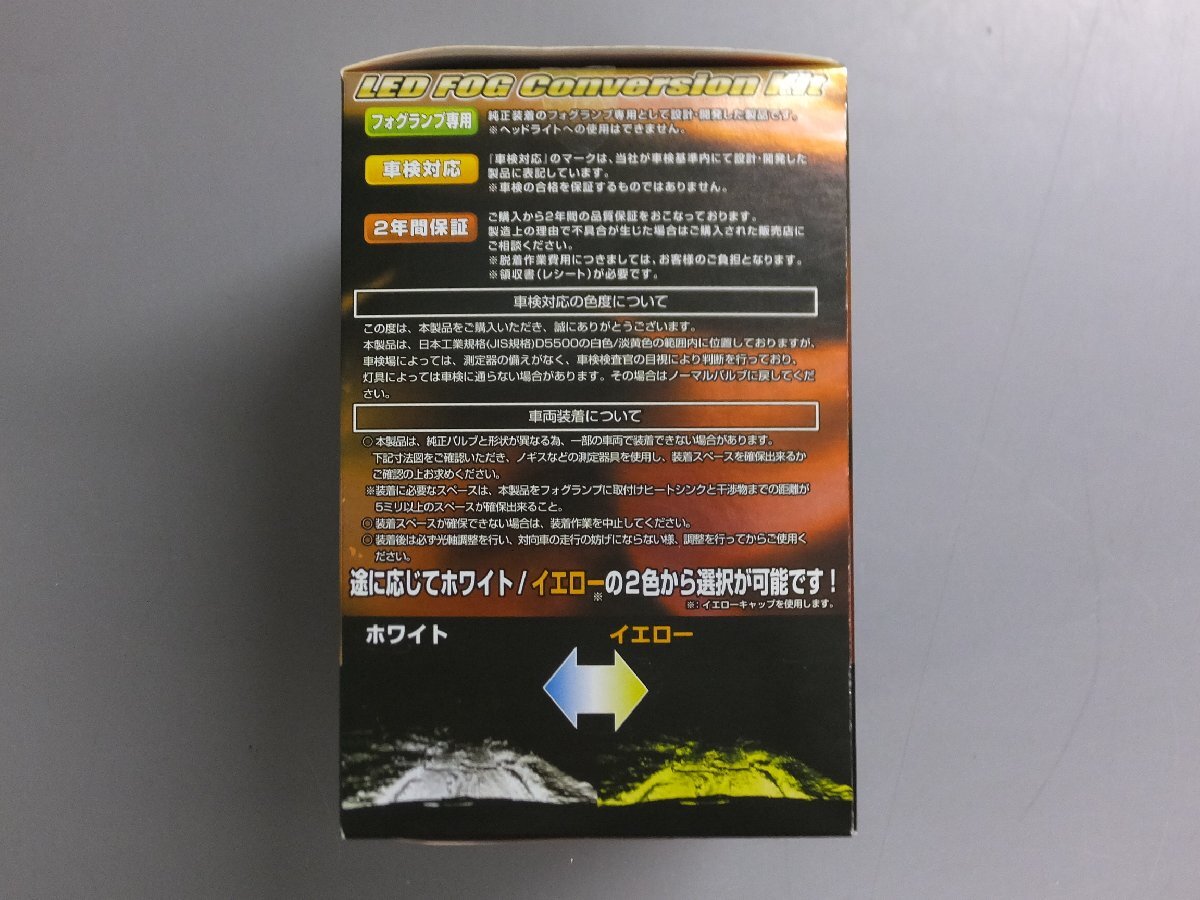 LED FOG Conversion Kit
フォグランプ専用
純正装着のフォグランプ専用として設計・開発した製品です。
※ヘッドライトへの使用はできません。
車検対応
「車検対応」のマークは、当社が車検基準内にて設計・開発した
製品に表記しています。
※車検の合格を保証するものではありません。
2年間保証
ご購入から2年間の品質保証をおこなっております。
製造上の理由で不具合が生じた場合はご購入された販売店に
ご相談ください。
※脱着作業費用につきましては、お客様のご負担となります。
※領収書(レシート)が必要です。
車検対応の色度について
この度は、本製品をご購入いただき、誠にありがとうございます。
本製品は、日本工業規格(JIS規格)D5500の白色/淡黄色の範囲内に位置しておりますが、
車検場によっては、測定器の備えがなく、車検検査官の目視により判断を行っており、
灯具によっては車検に通らない場合があります。その場合はノーマルバルブに戻してくだ
さい。
車両装着について
○本製品は、純正バルブと形状が異なる為、一部の車両で装着できない場合があります。
下記寸法図をご確認いただき、ノギスなどの測定器具を使用し、装着スペースを確保出来るか
ご確認の上お求めください。
※装着に必要なスペースは、本製品をフォグランプに取付けヒートシンクと干渉物までの距離が
5ミリ以上のスペースが確保出来ること。
○装着スペースが確保できない場合は、装着作業を中止してください。
○装着後は必ず光軸調整を行い、対向車の走行の妨げにならない様、調整を行ってからご使用く
ださい。
途に応じてホワイト/イエローの2色から選択が可能です!
※
※:イエローキャップを使用します。
ホワイト
イエロー